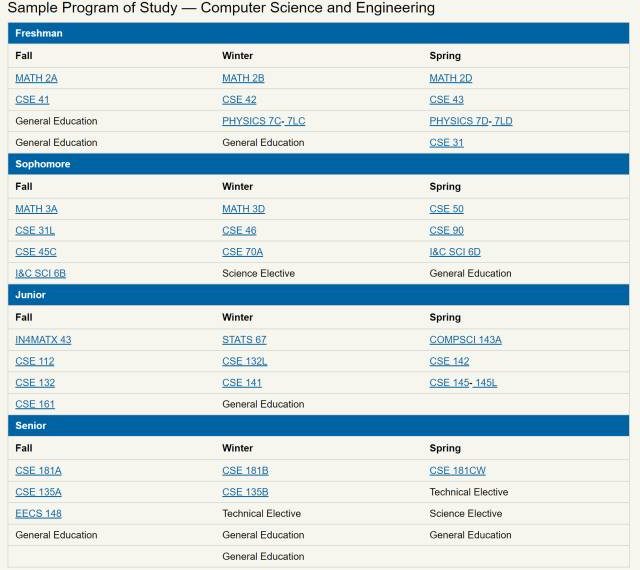 Sample Program of Study — Computer Science and Engineering
Freshman
Fall Winter Spring
MATH 2A MATH 2B MATH 2D
CSE 41 CSE 42 CSE 43
General Education PHYSICS 7C- 7LC PHYSICS 7D- 7LD
General Education General Education CSE 31
Sophomore
Fall Winter Spring
MATH 3A MATH 3D CSE 50
CSE 31L CSE 46 CSE 90
CSE 45C CSE 70A I&C SCI 6D
I&C SCI 6B Science Elective General Education
Junior
Fall Winter Spring
IN4MATX 43 STATS 67 COMPSCI 143A
CSE 112 CSE 132L CSE 142
CSE 132 CSE 141 CSE 145- 145L
CSE 161 General Education
Senior
Fall Winter Spring
CSE 181A CSE 181B CSE 181CW
CSE 135A CSE 135B Technical Elective
EECS 148 Technical Elective Science Elective
General Education General Education General Education
General Education